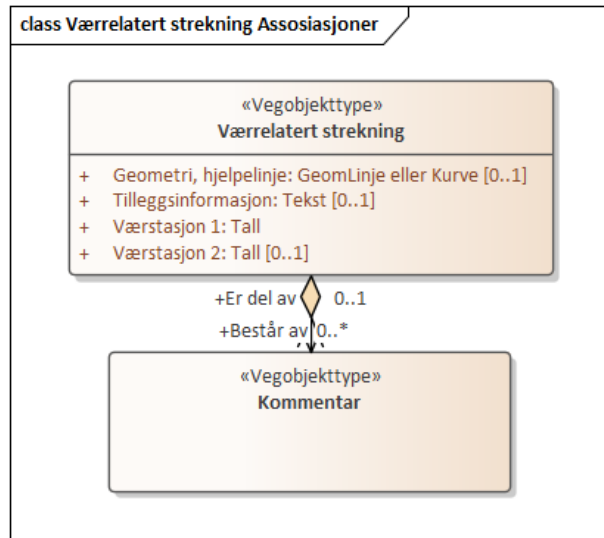 class Værrelatert strekning Assosiasjoner
«Vegobjekttype»
Værrelatert strekning
+ Geometri, hjelpelinje: GeomLinje eller Kurve [0..1]
+ Tilleggsinformasjon: Tekst [0..1]
+ Værstasjon 1: Tall
+ Værstasjon 2: Tall [0..1]
+Er del av 0..1
+Består av 0..*
«Vegobjekttype»
Kommentar